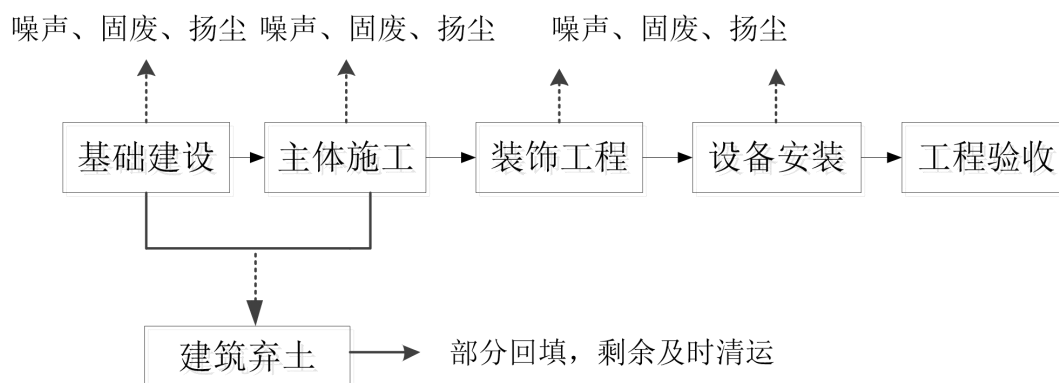 噪声、固废、扬尘 噪声、固废、扬尘 噪声、固废、扬尘
基础建设 主体施工 装饰工程 设备安装 工程验收
建筑弃土 部分回填，剩余及时清运